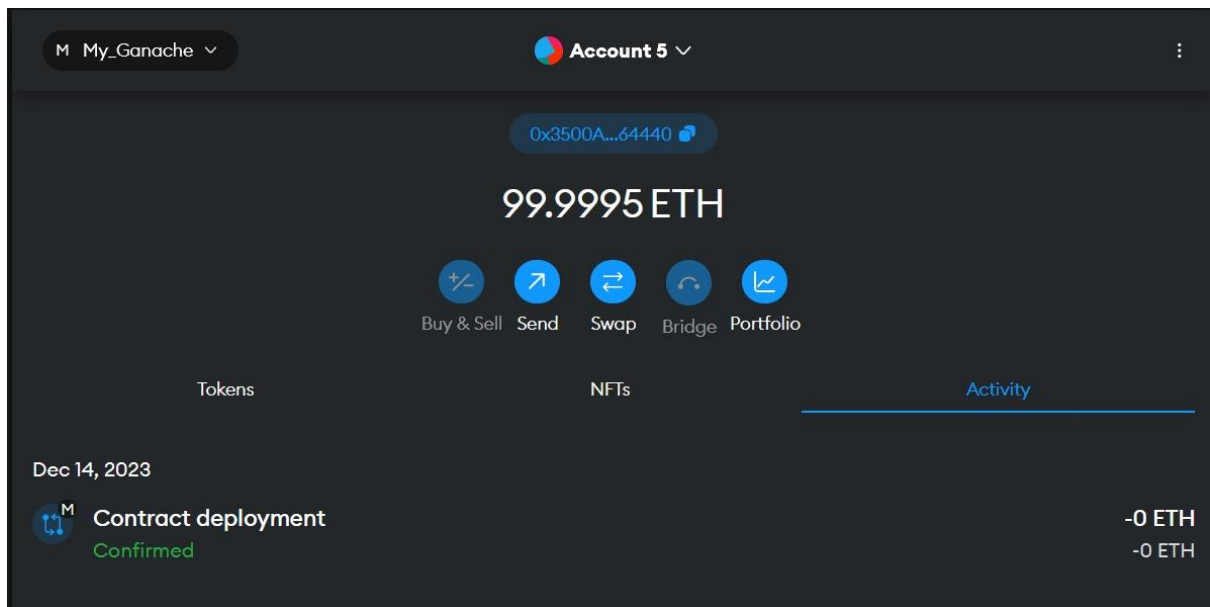 M My_Ganache
Account 5
0x3500A...64440
99.9995 ETH
Buy & Sell Send Swap Bridge Portfolio
Tokens NFTs Activity
Dec 14, 2023
M
Contract deployment -0 ETH
Confirmed -0 ETH